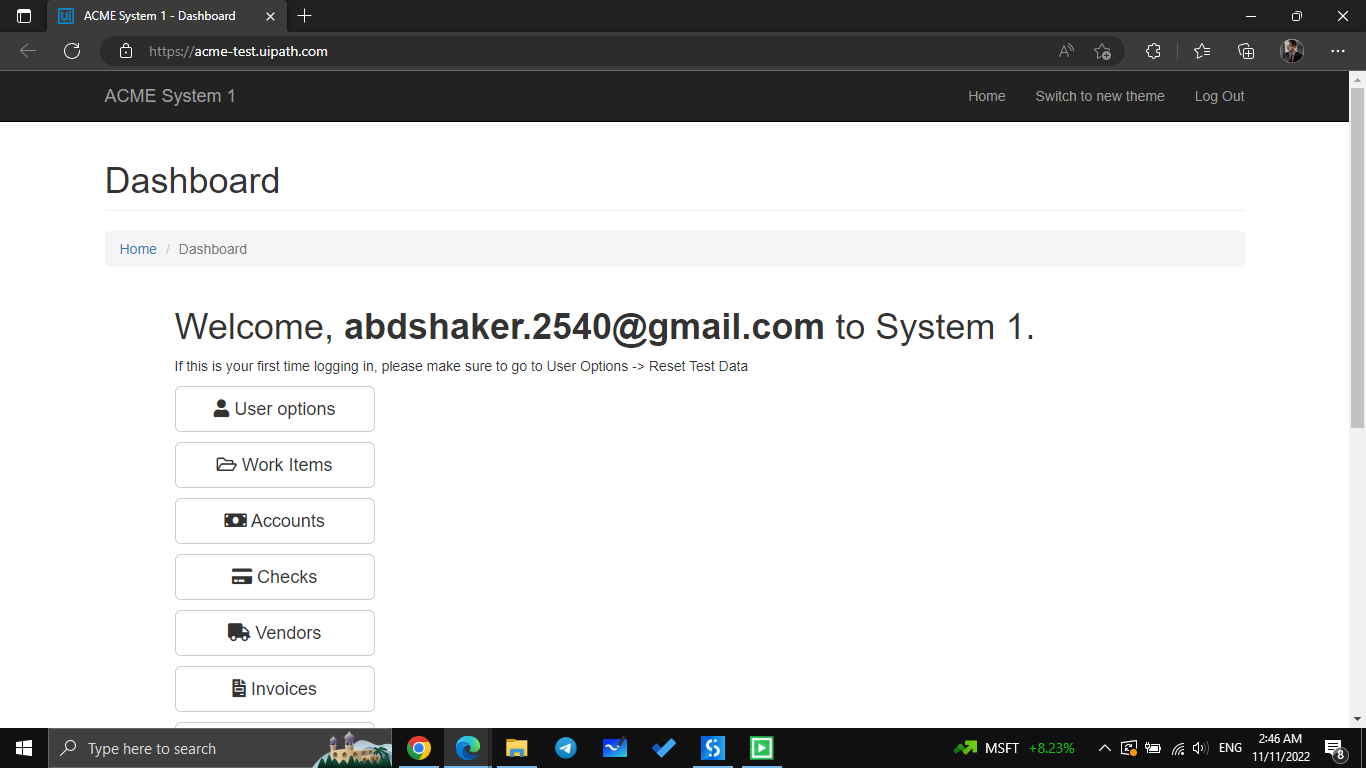 ACME System 1 - Dashboard
https://acme-test.uipath.com
ACME System 1
Home
Switch to new theme
Log Out
Dashboard
Home / Dashboard
Welcome, abdshaker.2540@gmail.com to System 1.
If this is your first time logging in, please make sure to go to User Options -> Reset Test Data
User options
Work Items
Accounts
Checks
Vendors
Invoices
Type here to search
MSFT +8.23%
ENG
2:46 AM
11/11/2022
8